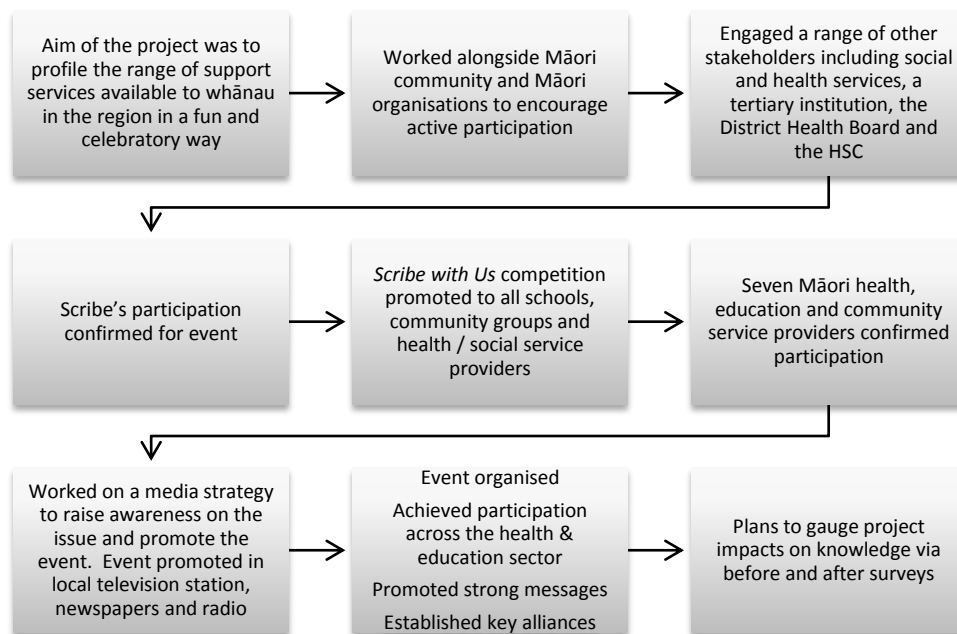 Aim of the project was to
profile the range of support
services available to whānau
in the region in a fun and
celebratory way
Worked alongside Māori
community and Māori
organisations to encourage
active participation
Engaged a range of other
stakeholders including social
and health services, a
tertiary institution, the
District Health Board and
the HSC
Scribe’s participation
confirmed for event
Scribe with Us competition
promoted to all schools,
community groups and
health / social service
providers
Seven Māori health,
education and community
service providers confirmed
participation
Worked on a media strategy
to raise awareness on the
issue and promote the
event.  Event promoted in
local television station,
newspapers and radio
Event organised
Achieved participation
across the health &
education sector
Promoted strong messages
Established key alliances
Plans to gauge project
impacts on knowledge via
before and after surveys